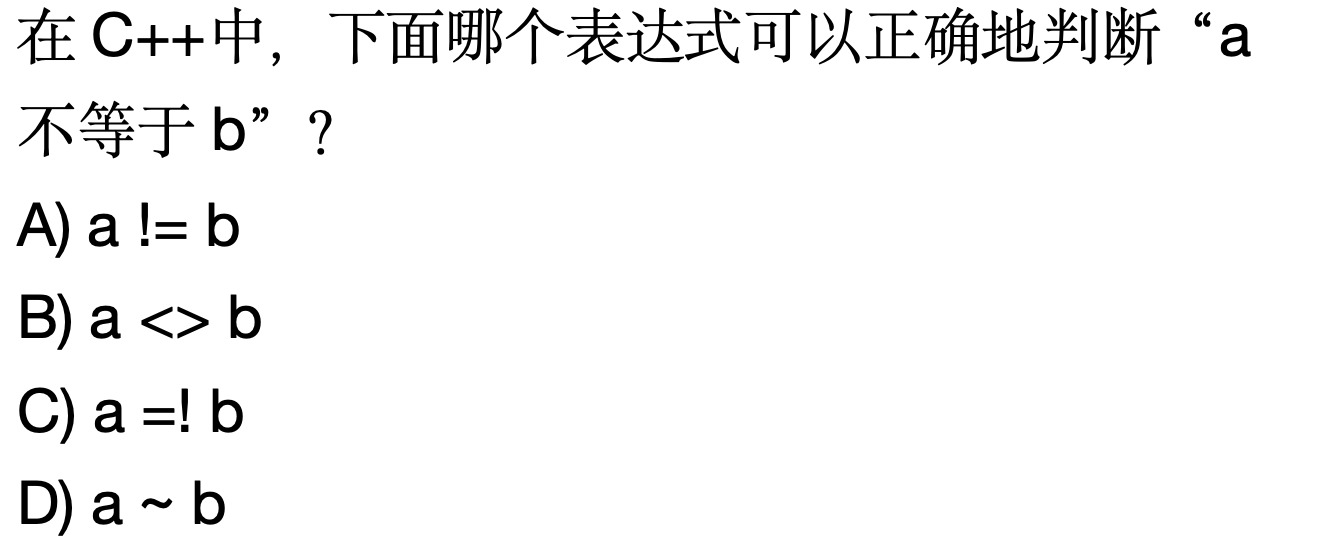 在 C++中，下面哪个表达式可以正确地判断“a
不等于 b”？
A) a != b
B) a <> b
C) a =! b
D) a ~ b